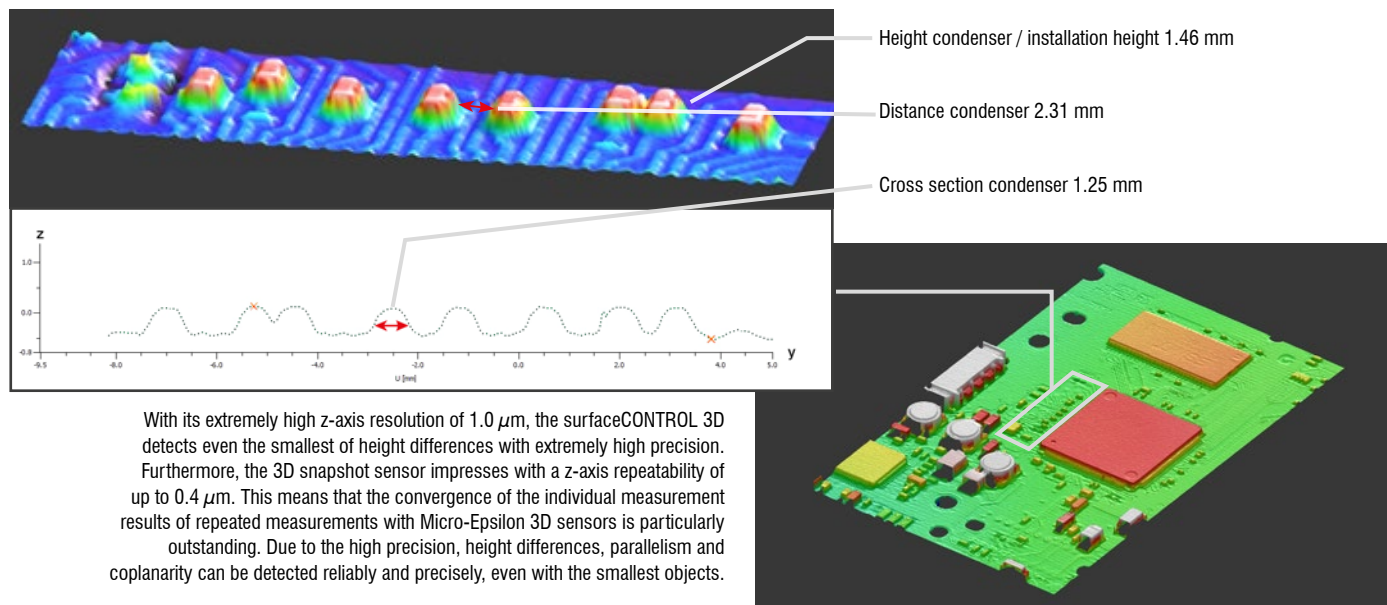 Height condenser / installation height 1.46 mm
Distance condenser 2.31 mm
Cross section condenser 1.25 mm
z
1.0
0.0
-0.8
-9.5 -8.0 -6.0 -4.0 -2.0 0.0 2.0 4.0 5.0
y
U [mm]
With its extremely high z-axis resolution of 1.0 µm, the surfaceCONTROL 3D
detects even the smallest of height differences with extremely high precision.
Furthermore, the 3D snapshot sensor impresses with a z-axis repeatability of
up to 0.4 µm. This means that the convergence of the individual measurement
results of repeated measurements with Micro-Epsilon 3D sensors is particularly
outstanding. Due to the high precision, height differences, parallelism and
coplanarity can be detected reliably and precisely, even with the smallest objects.